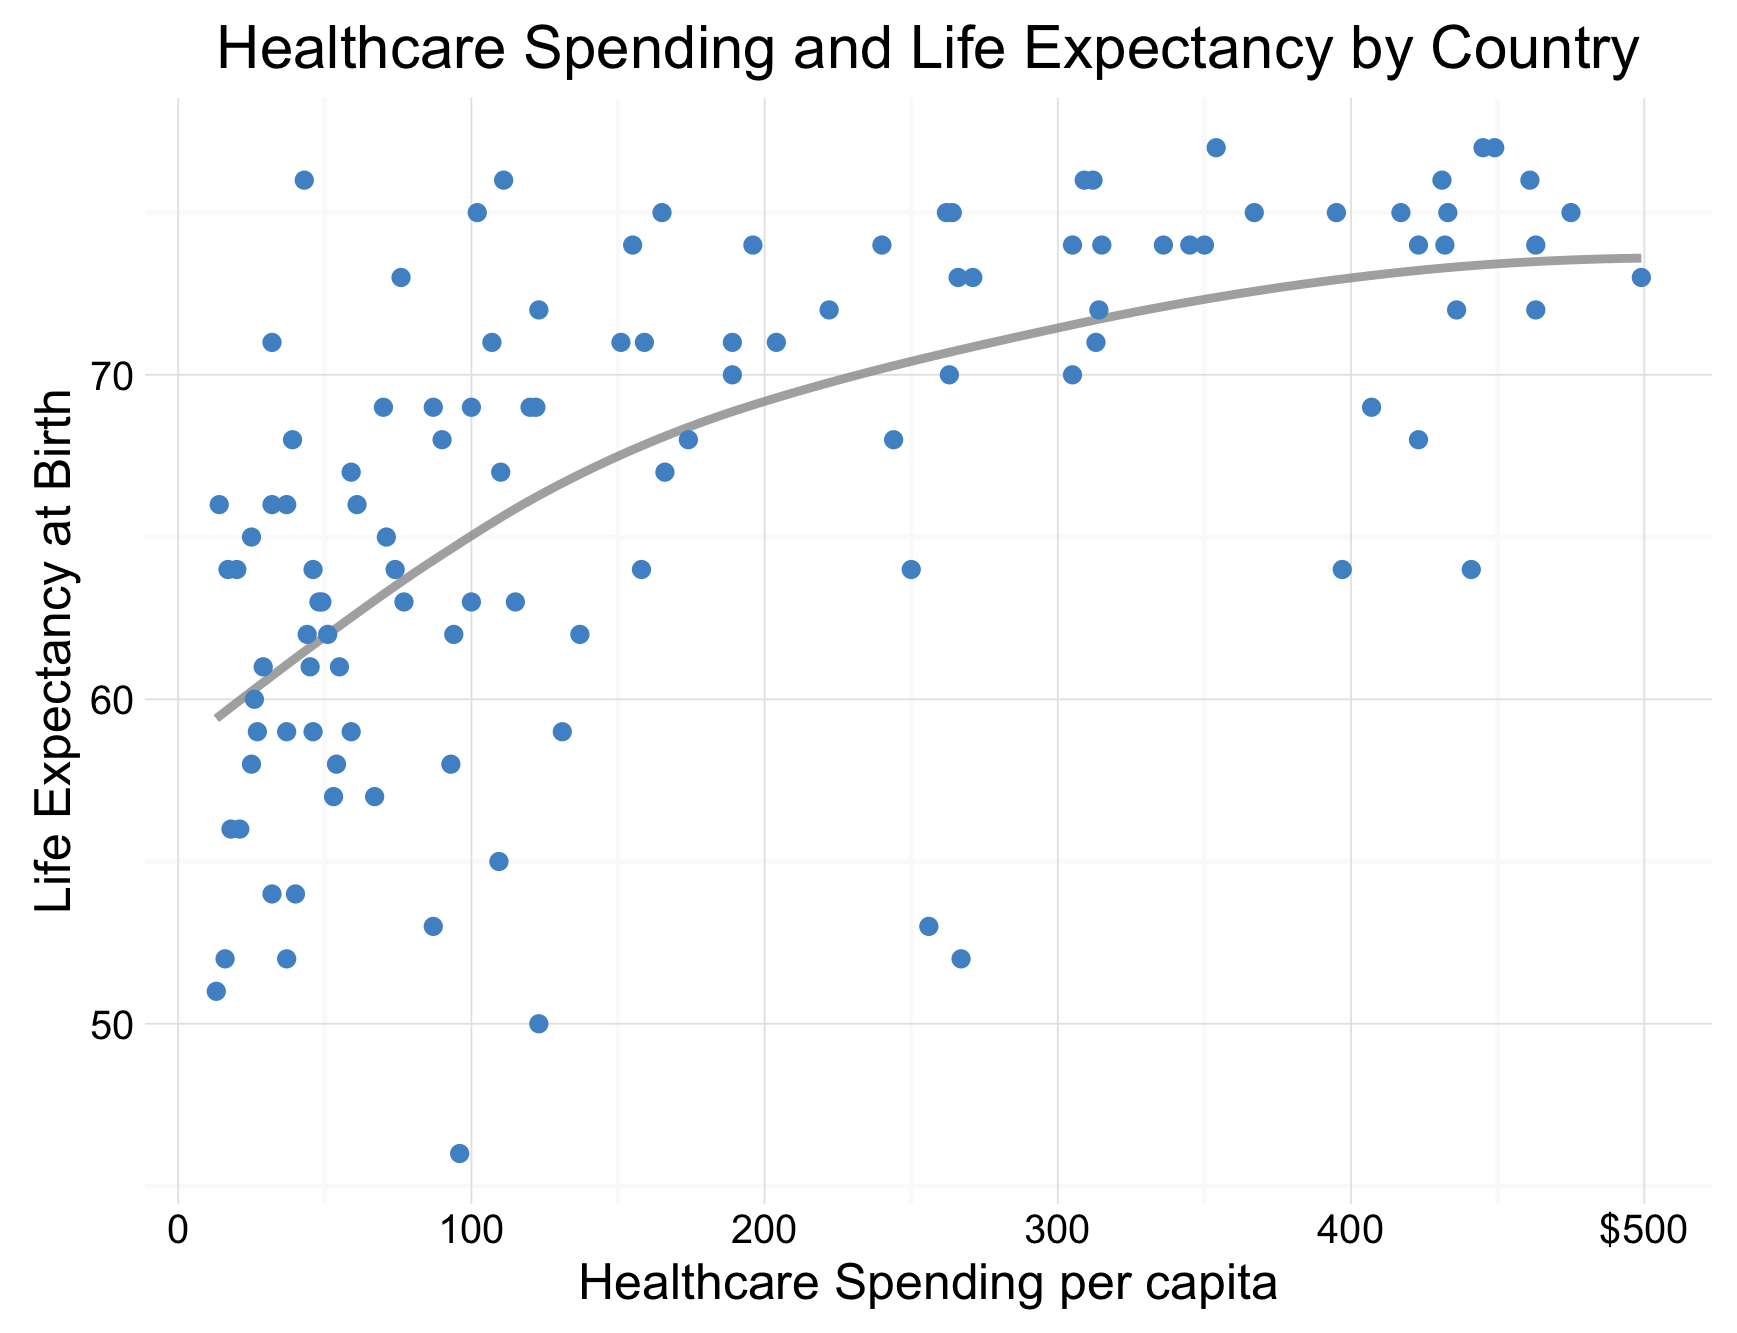 Healthcare Spending and Life Expectancy by Country
Life Expectancy at Birth
70
60
50
0 100 200 300 400 $500
Healthcare Spending per capita